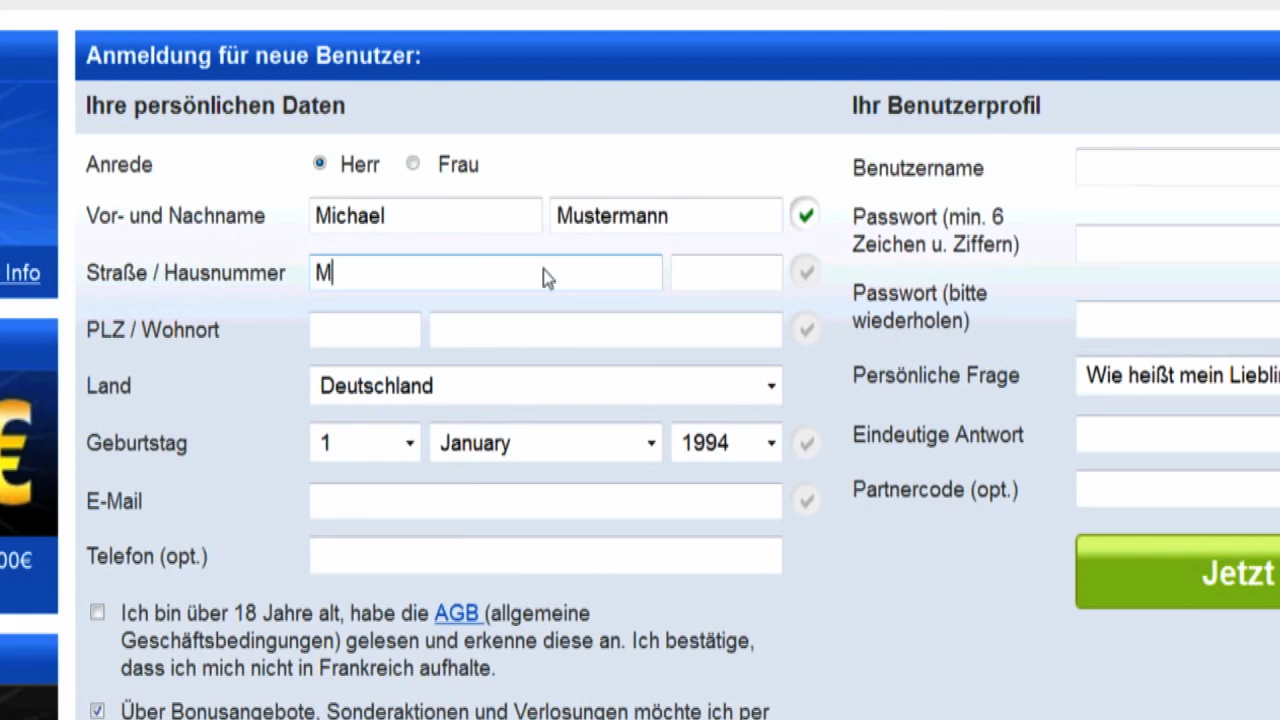 Anmeldung für neue Benutzer:
Ihre persönlichen Daten
Anrede
Herr
Frau
Vor- und Nachname
Michael
Mustermann
Straße / Hausnummer
M
PLZ / Wohnort
Land
Deutschland
Geburtstag
1
January
1994
E-Mail
Telefon (opt.)
Ich bin über 18 Jahre alt, habe die AGB (allgemeine
Geschäftsbedingungen) gelesen und erkenne diese an. Ich bestätige,
dass ich mich nicht in Frankreich aufhalte.
Über Bonusangebote, Sonderaktionen und Verlosungen möchte ich per
Ihr Benutzerprofil
Benutzername
Passwort (min. 6
Zeichen u. Ziffern)
Passwort (bitte
wiederholen)
Persönliche Frage
Wie heißt mein
Eindeutige Antwort
Partnercode (opt.)
Jetzt
Info
€
00€